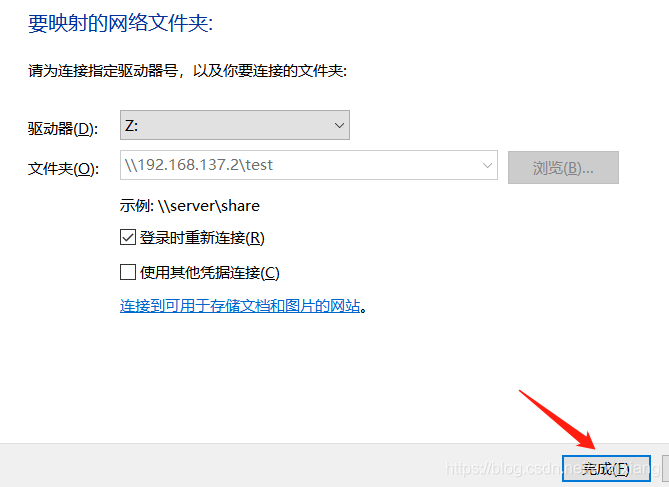 要映射的网络文件夹:
请为连接指定驱动器号，以及你要连接的文件夹:
驱动器(D): Z:
文件夹(O): \\192.168.137.2\test 浏览(B)...
示例: \\server\share
登录时重新连接(R)
使用其他凭据连接(C)
连接到可用于存储文档和图片的网站。
完成(F)
https://blog.csdn.ne